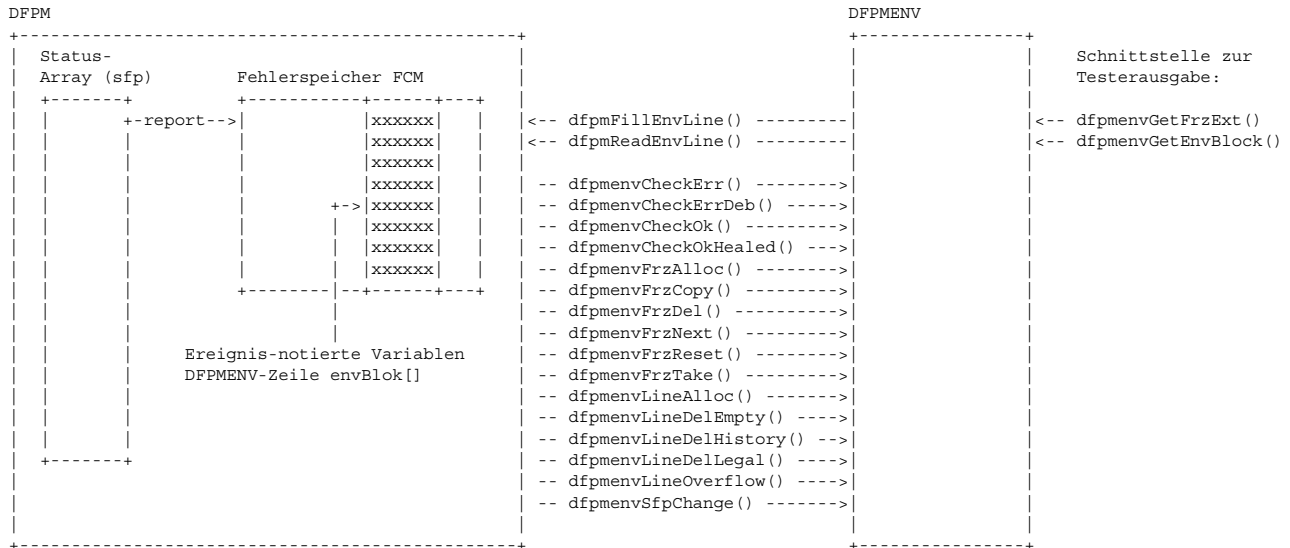 DFPM DFPMENV
Status- Schnittstelle zur
Array (sfp) Fehlerspeicher FCM Testerausgabe:
report xxxxxx dfpmFillEnvLine() dfpmenvGetFrzExt()
xxxxxx dfpmReadEnvLine() dfpmenvGetEnvBlock()
xxxxxx
xxxxxx dfpmenvCheckErr()
xxxxxx dfpmenvCheckErrDeb()
xxxxxx dfpmenvCheckOk()
xxxxxx dfpmenvCheckOkHealed()
xxxxxx dfpmenvFrzAlloc()
dfpmenvFrzCopy()
dfpmenvFrzDel()
dfpmenvFrzNext()
Ereignis-notierte Variablen dfpmenvFrzReset()
DFPMENV-Zeile envBlok[] dfpmenvFrzTake()
dfpmenvLineAlloc()
dfpmenvLineDelEmpty()
dfpmenvLineDelHistory()
dfpmenvLineDelLegal()
dfpmenvLineOverflow()
dfpmenvSfpChange()